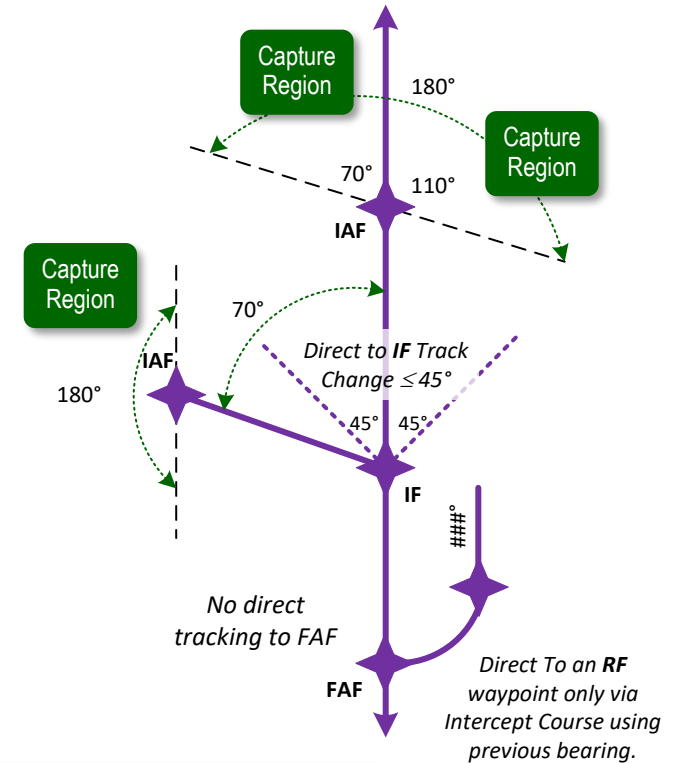 Capture
Region
180°
Capture
Region
70°
110°
IAF
Capture
Region
70°
IAF
Direct to IF Track
Change ≤ 45°
180°
45°
45°
IF
###°
No direct
tracking to FAF
FAF
Direct To an RF
waypoint only via
Intercept Course using
previous bearing.